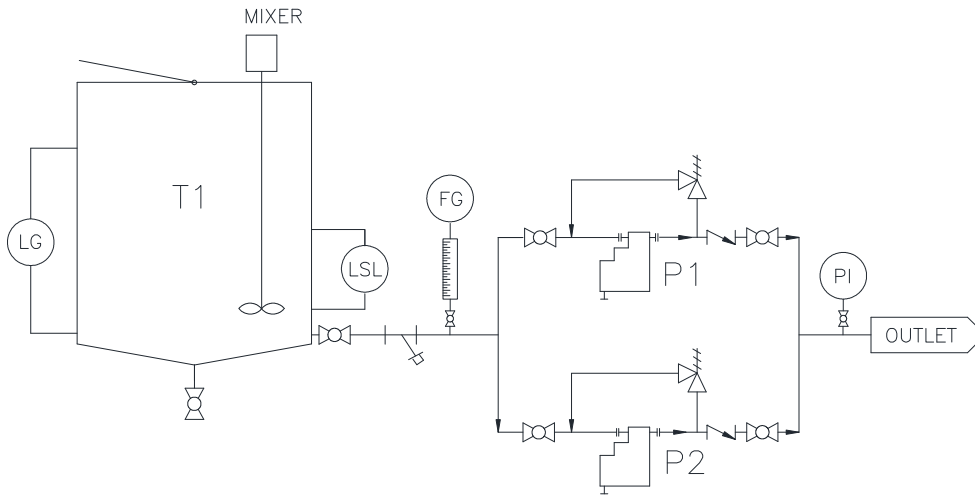 MIXER
T1
LG
LSL
FG
P1
P2
PI
OUTLET